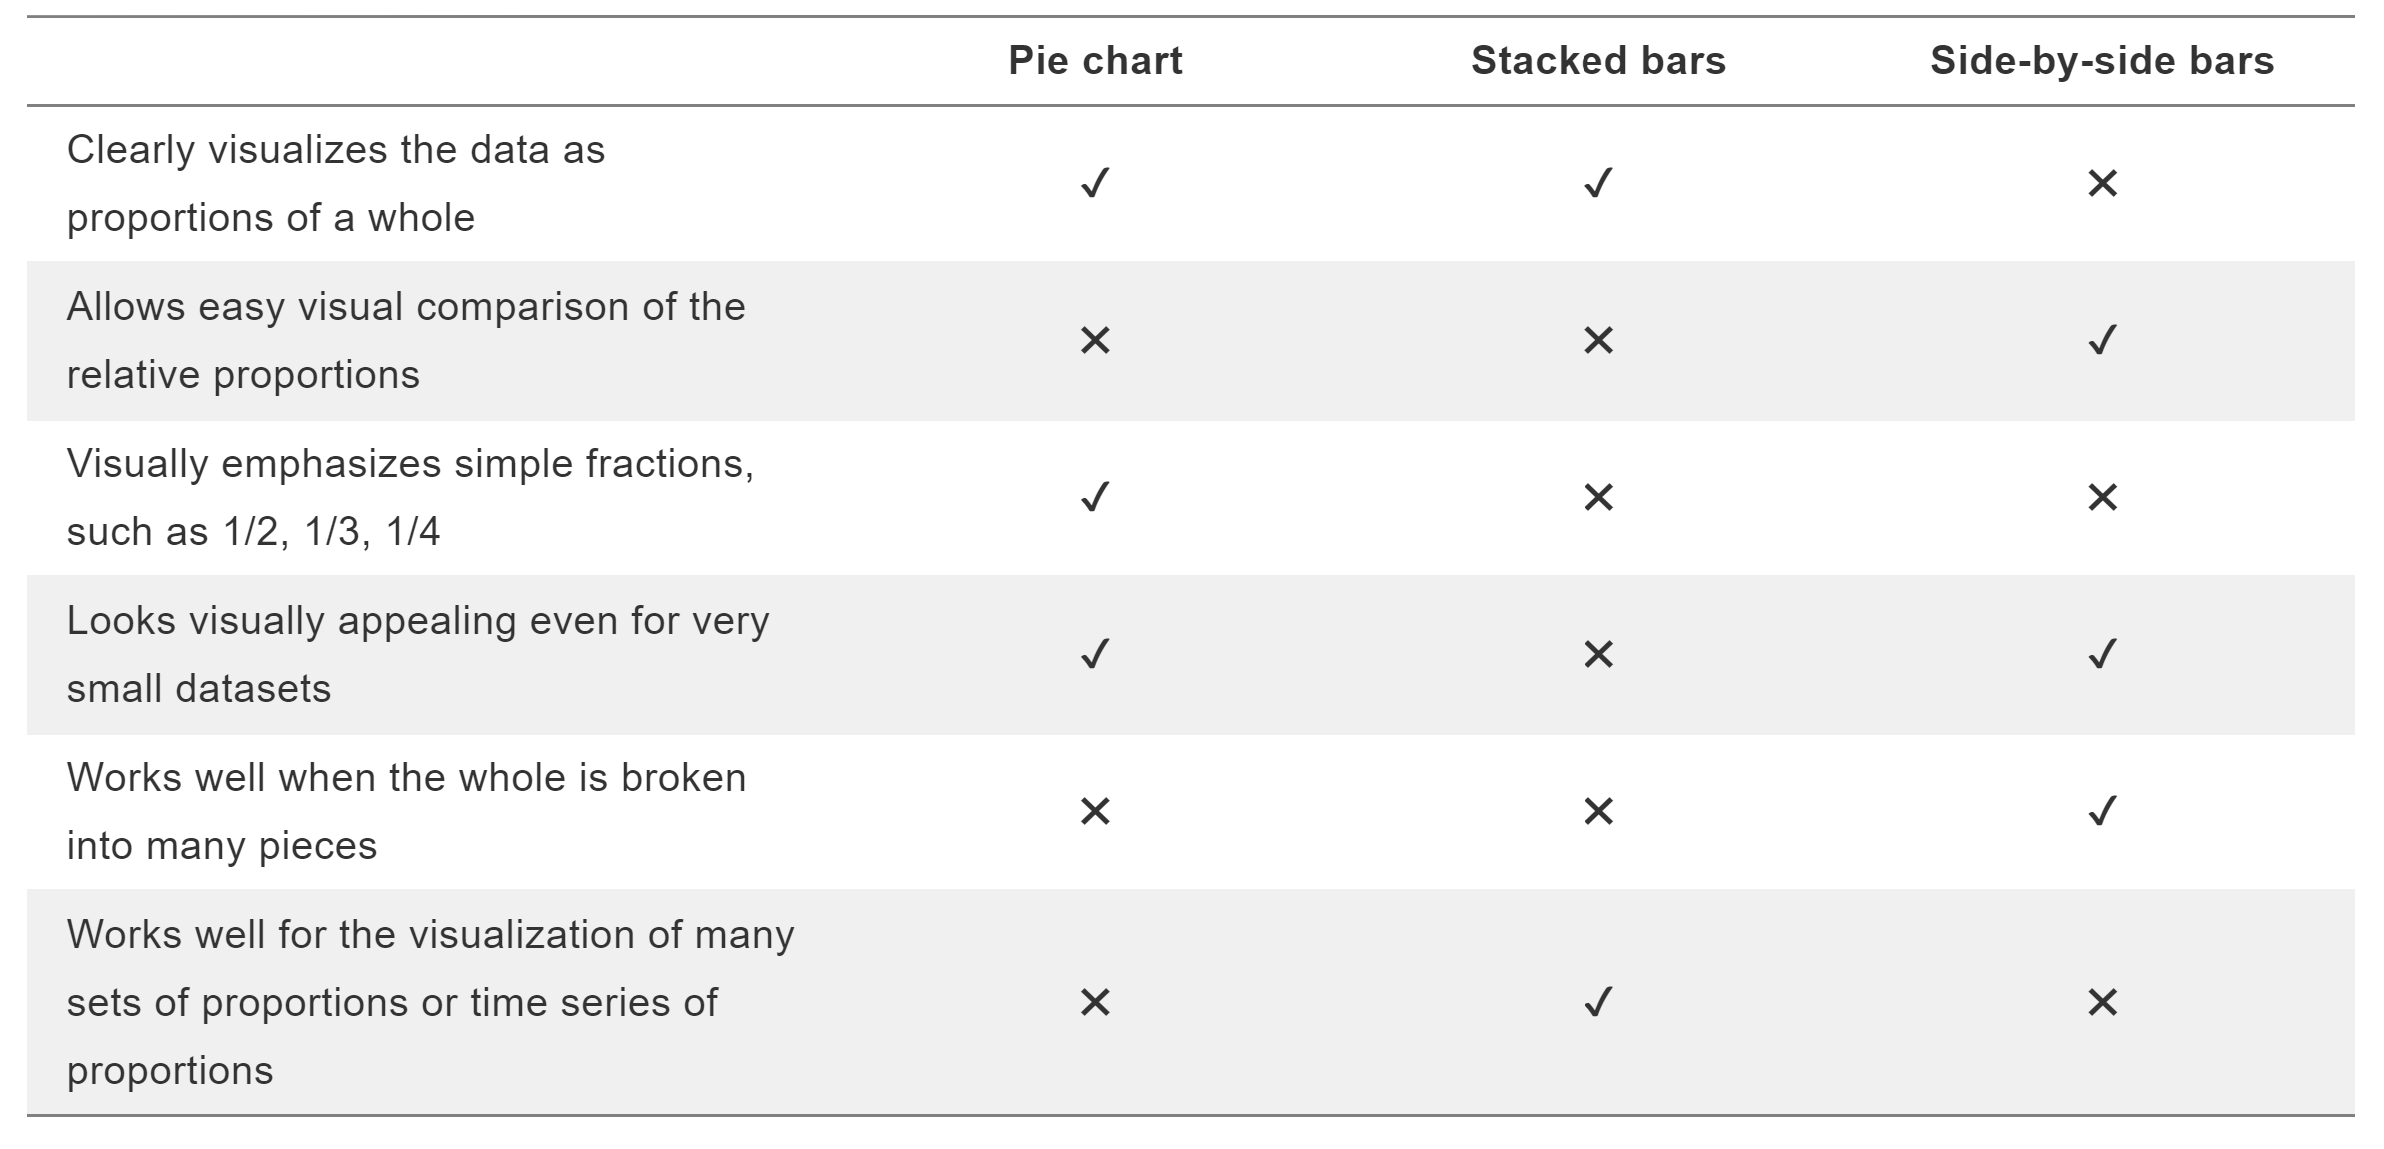 Pie chart Stacked bars Side-by-side bars
Clearly visualizes the data as
proportions of a whole
✓ ✓ ✕
Allows easy visual comparison of the
relative proportions
✕ ✕ ✓
Visually emphasizes simple fractions,
such as 1/2, 1/3, 1/4
✓ ✕ ✕
Looks visually appealing even for very
small datasets
✓ ✕ ✓
Works well when the whole is broken
into many pieces
✕ ✕ ✓
Works well for the visualization of many
sets of proportions or time series of
proportions
✕ ✓ ✕